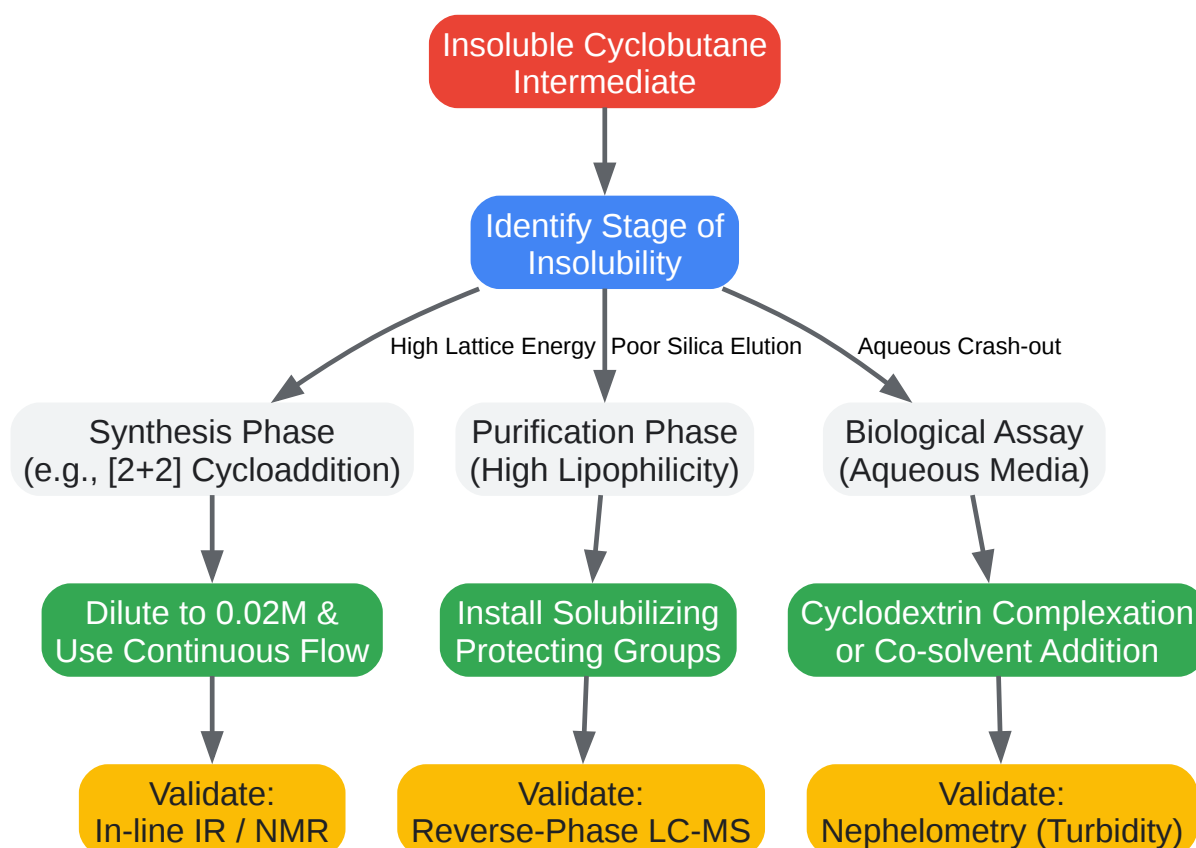 Insoluble Cyclobutane
Intermediate
Identify Stage of
Insolubility
High Lattice Energy
Poor Silica Elution
Aqueous Crash-out
Synthesis Phase
(e.g., [2+2] Cycloaddition)
Purification Phase
(High Lipophilicity)
Biological Assay
(Aqueous Media)
Dilute to 0.02M &
Use Continuous Flow
Install Solubilizing
Protecting Groups
Cyclodextrin Complexation
or Co-solvent Addition
Validate:
In-line IR / NMR
Validate:
Reverse-Phase LC-MS
Validate:
Nephelometry (Turbidity)